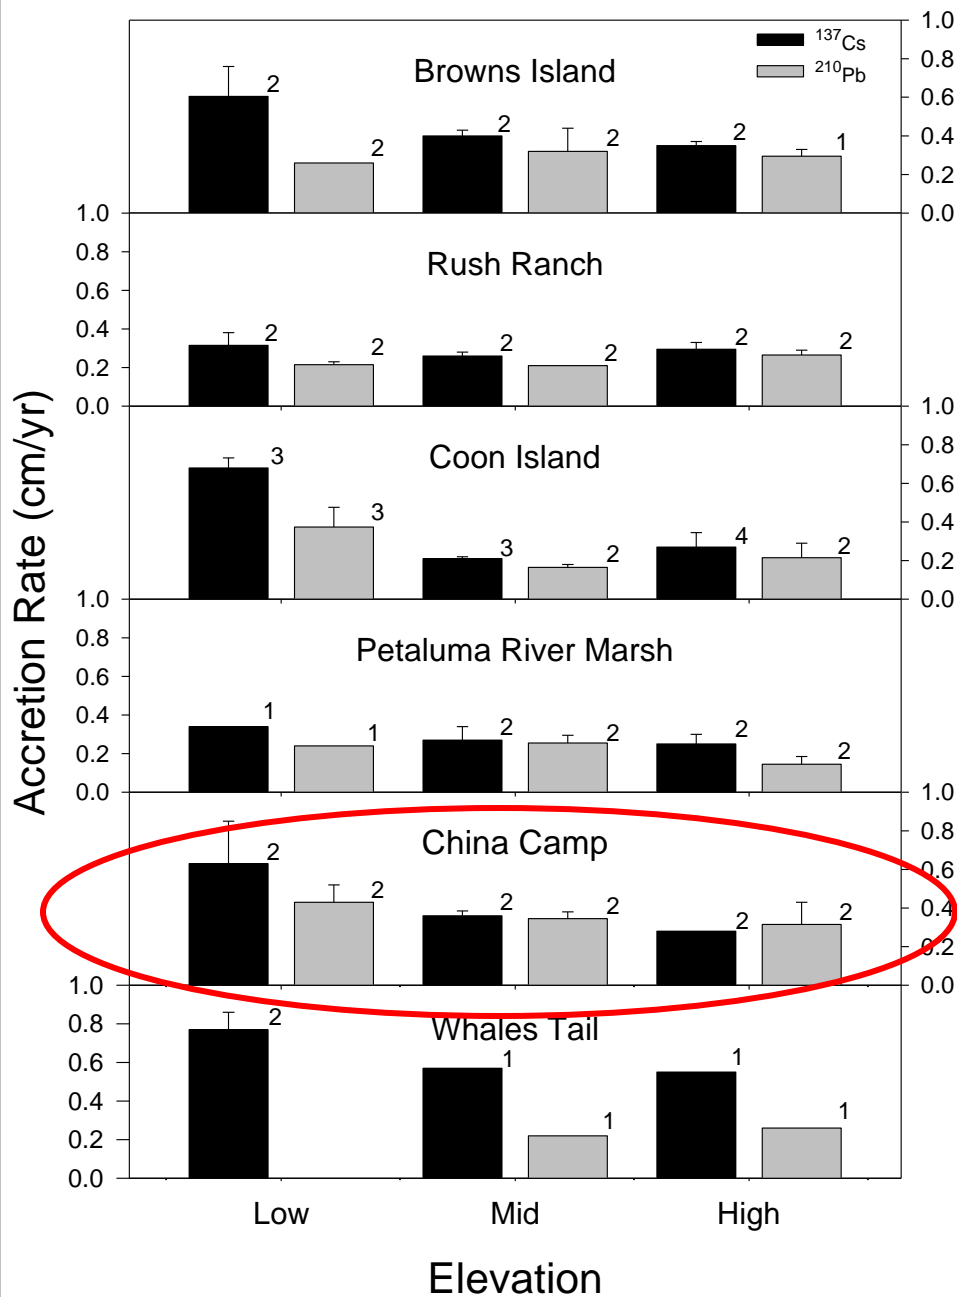 1.0
¹³⁷Cs
0.8
Browns Island
²¹⁰Pb
2
0.6
2 2 0.4 1
2 2
0.2
1.0 0.0
0.8
Rush Ranch
0.6
0.4
2 2 2 2 2 2
0.2
0.0 1.0
0.8
Coon Island
3 0.6
3 0.4
3 2 4 2
0.2
1.0 0.0
0.8
Petaluma River Marsh
0.6
0.4
1 1 2 2 2 2
0.2
0.0 1.0
0.8
China Camp
2 0.6
2 2 2 2 2 0.4
0.2
1.0 0.0
Whales Tail
0.8 2
0.6 1 1
0.4
0.2 1 1
0.0
Low Mid High
Elevation
Accretion Rate (cm/yr)